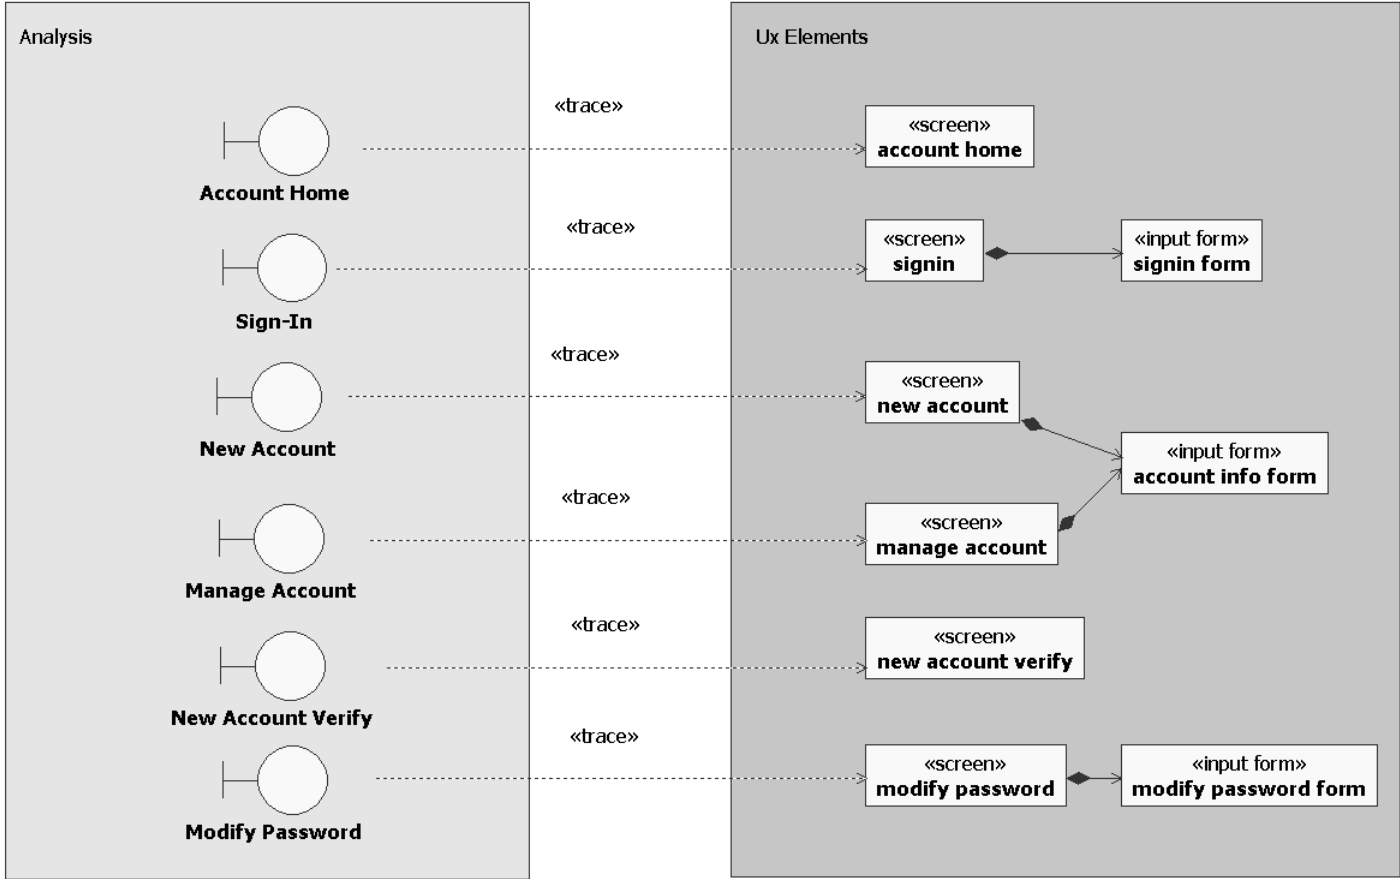 Analysis
Ux Elements
«trace»
«screen»
account home
Account Home
«trace»
«screen»
signin
«input form»
signin form
Sign-In
«trace»
«screen»
new account
New Account
«input form»
account info form
«trace»
«screen»
manage account
Manage Account
«trace»
«screen»
new account verify
New Account Verify
«trace»
«screen»
modify password
«input form»
modify password form
Modify Password